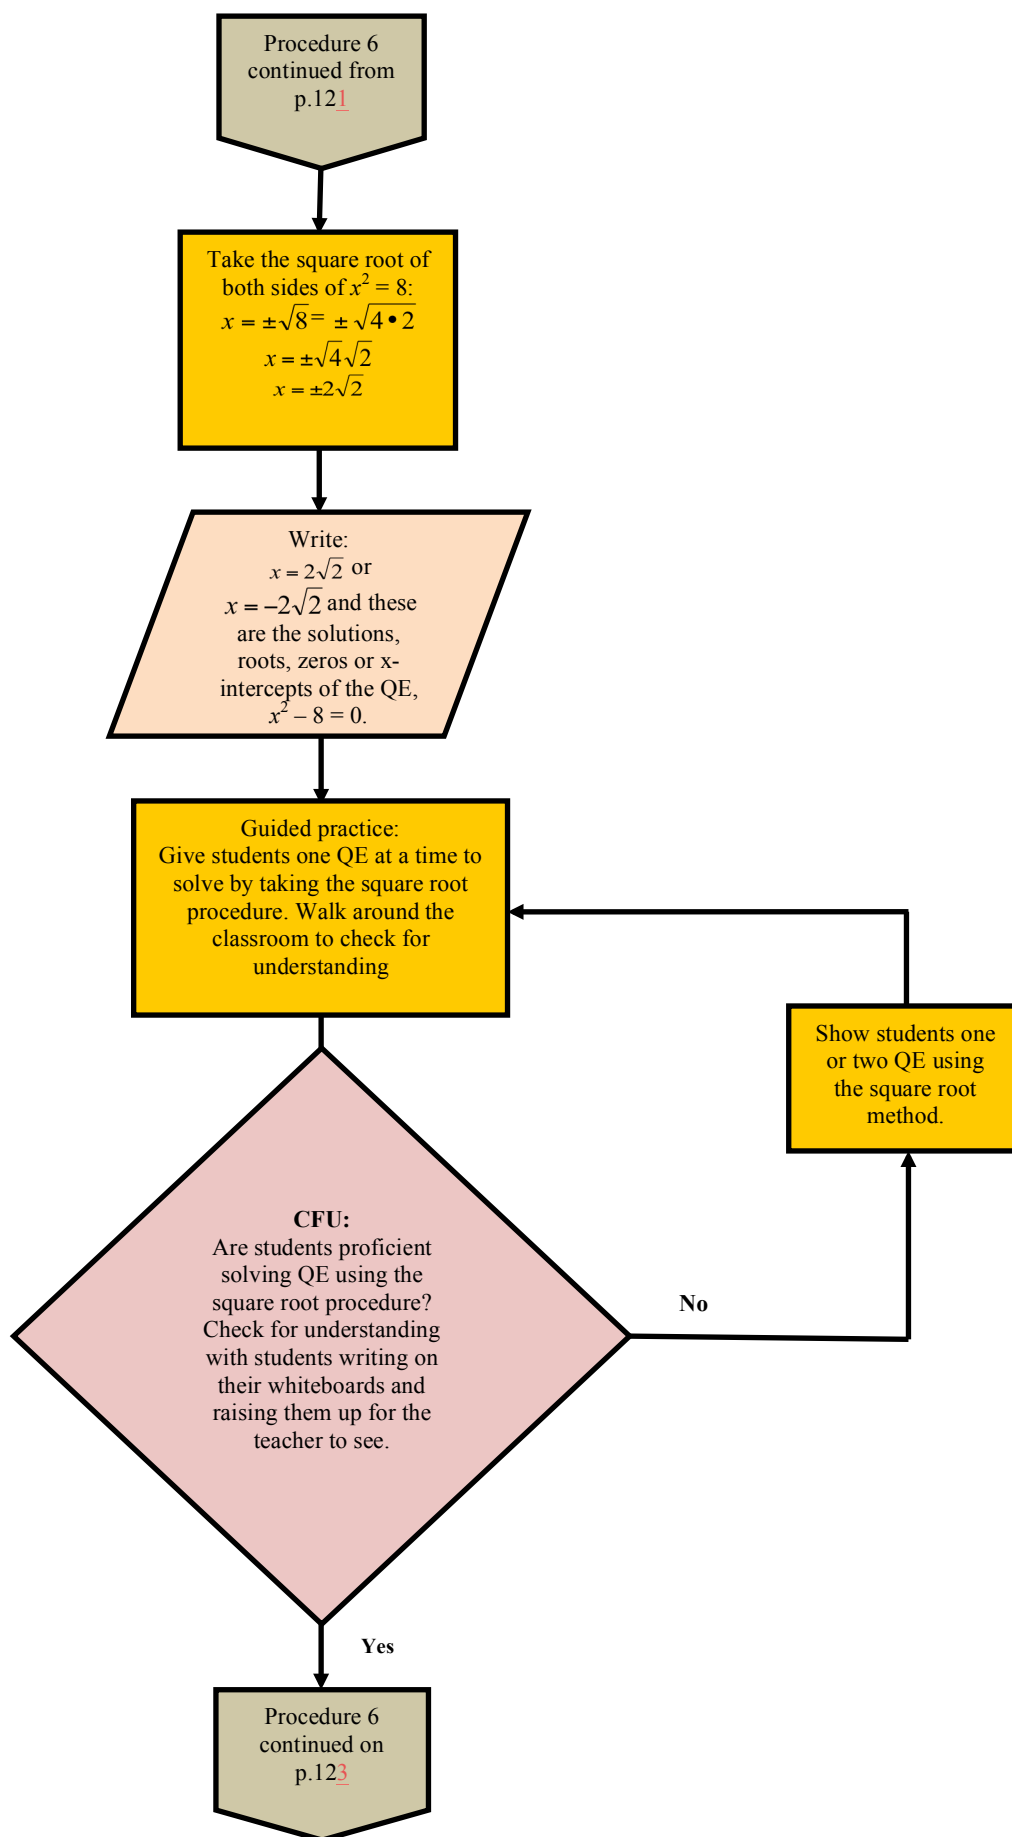 Procedure 6
continued from
p.121
Take the square root of
both sides of x² = 8:
x = ±√8 = ±√4•2
x = ±√4√2
x = ±2√2
Write:
x = 2√2 or
x = −2√2 and these
are the solutions,
roots, zeros or x-
intercepts of the QE,
x² – 8 = 0.
Guided practice:
Give students one QE at a time to
solve by taking the square root
procedure. Walk around the
classroom to check for
understanding
Show students one
or two QE using
the square root
method.
CFU:
Are students proficient
solving QE using the
square root procedure?
Check for understanding
with students writing on
their whiteboards and
raising them up for the
teacher to see.
No
Yes
Procedure 6
continued on
p.123